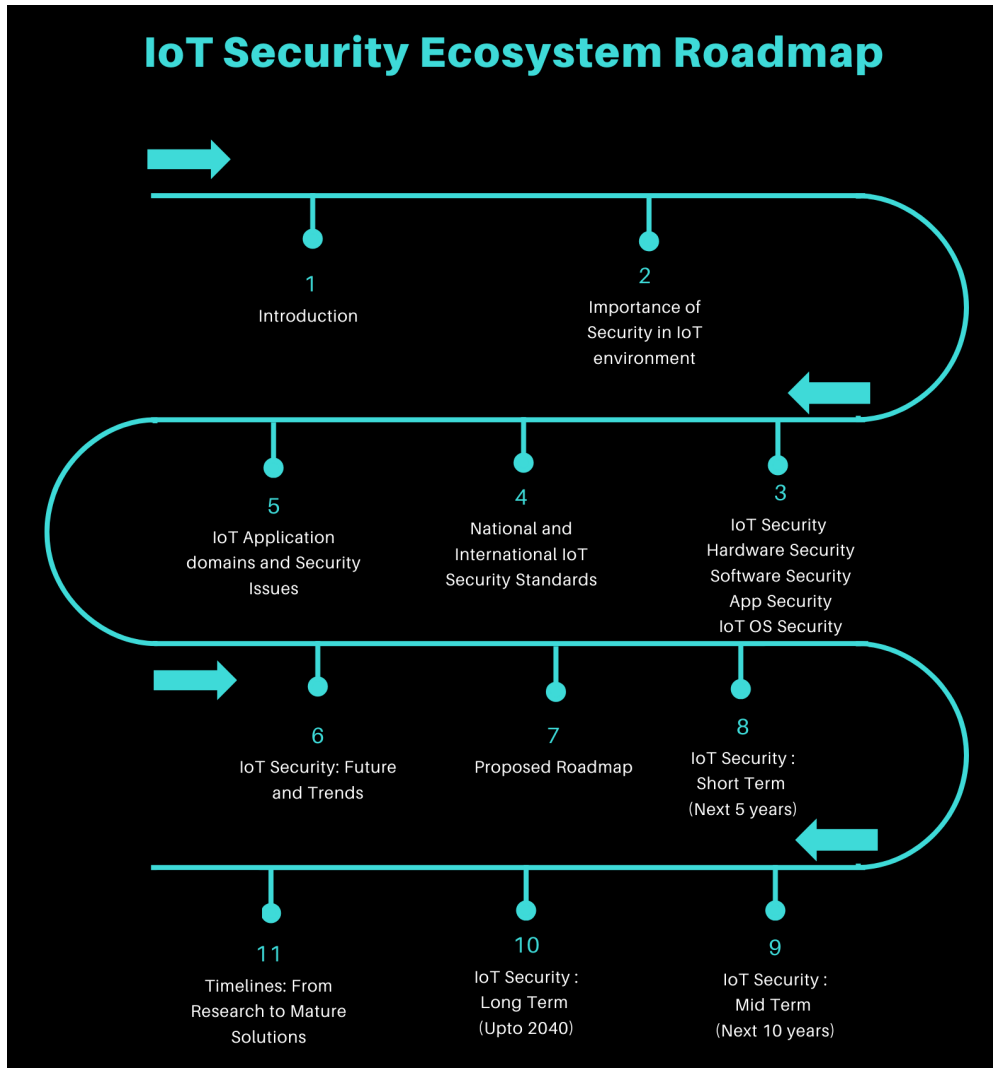 IoT Security Ecosystem Roadmap
1
Introduction
2
Importance of
Security in IoT
environment
3
IoT Security
Hardware Security
Software Security
App Security
IoT OS Security
4
National and
International IoT
Security Standards
5
IoT Application
domains and Security
Issues
6
IoT Security: Future
and Trends
7
Proposed Roadmap
8
IoT Security :
Short Term
(Next 5 years)
9
IoT Security :
Mid Term
(Next 10 years)
10
IoT Security :
Long Term
(Upto 2040)
11
Timelines: From
Research to Mature
Solutions